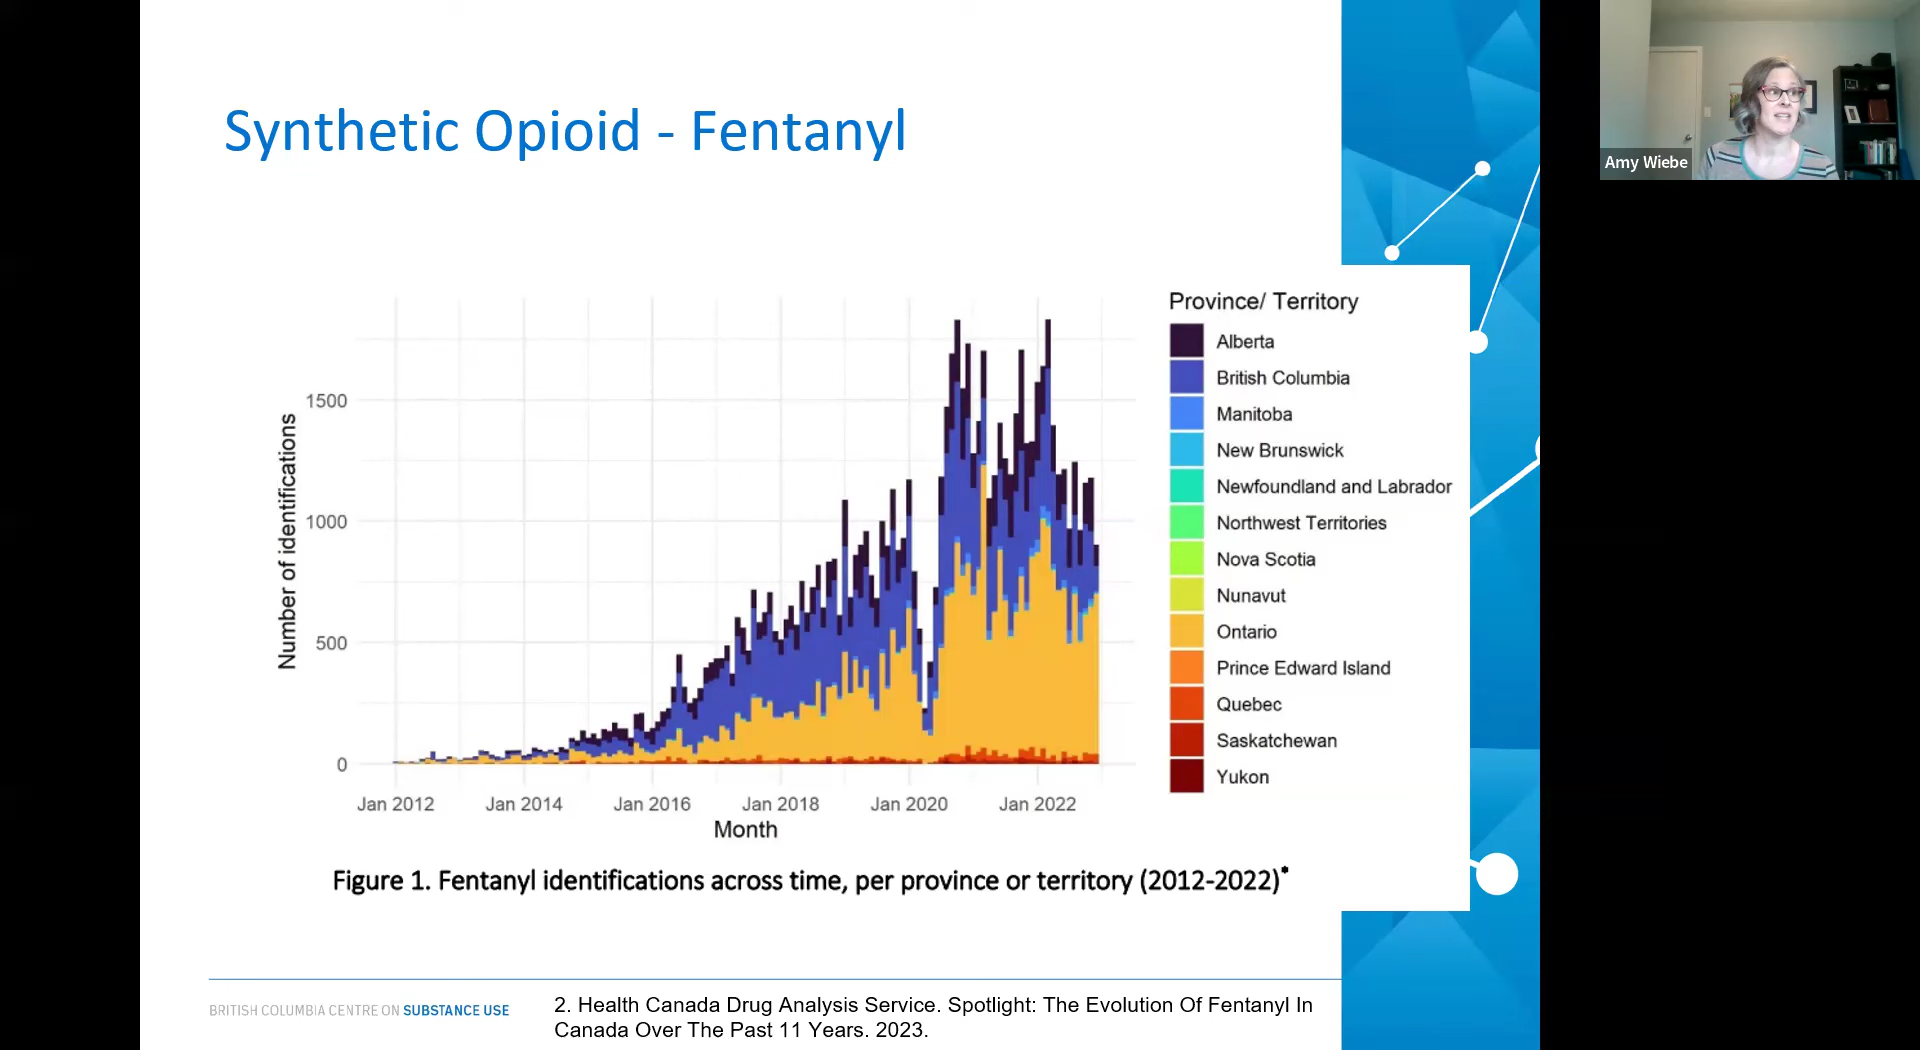 Synthetic Opioid - Fentanyl
Amy Wiebe
Province/ Territory
Alberta
British Columbia
Manitoba
New Brunswick
Newfoundland and Labrador
Northwest Territories
Nova Scotia
Nunavut
Ontario
Prince Edward Island
Quebec
Saskatchewan
Yukon
Number of identifications
1500
1000
500
0
Jan 2012 Jan 2014 Jan 2016 Jan 2018 Jan 2020 Jan 2022
Month
Figure 1. Fentanyl identifications across time, per province or territory (2012-2022)*
BRITISH COLUMBIA CENTRE ON SUBSTANCE USE
2. Health Canada Drug Analysis Service. Spotlight: The Evolution Of Fentanyl In
Canada Over The Past 11 Years. 2023.